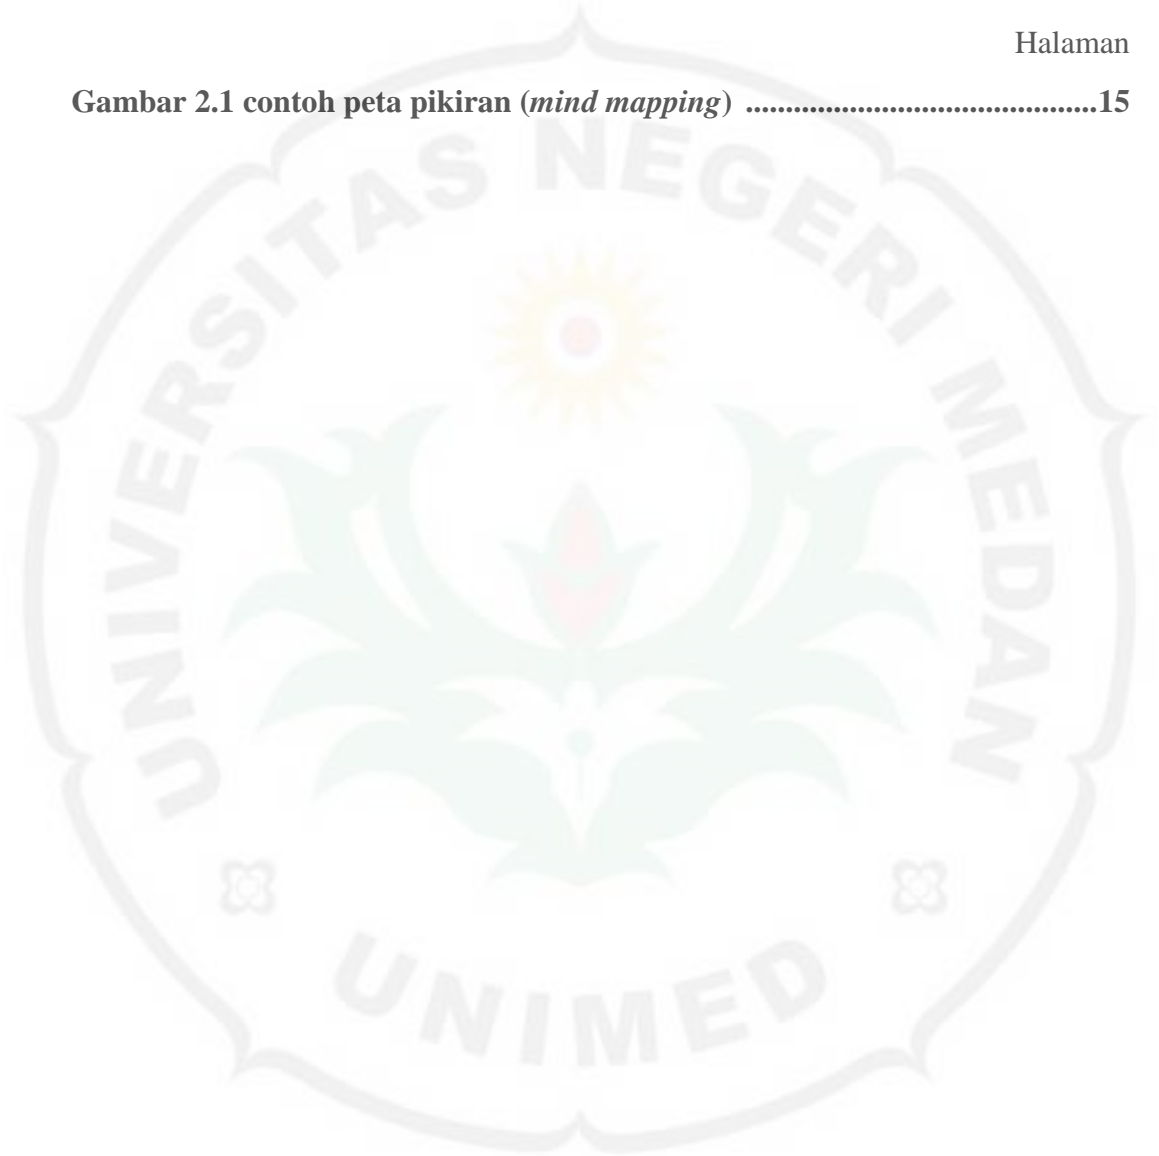 Halaman
Gambar 2.1 contoh peta pikiran (mind mapping) ............................................15
UNIVERSITAS NEGERI MEDAN
UNIMED